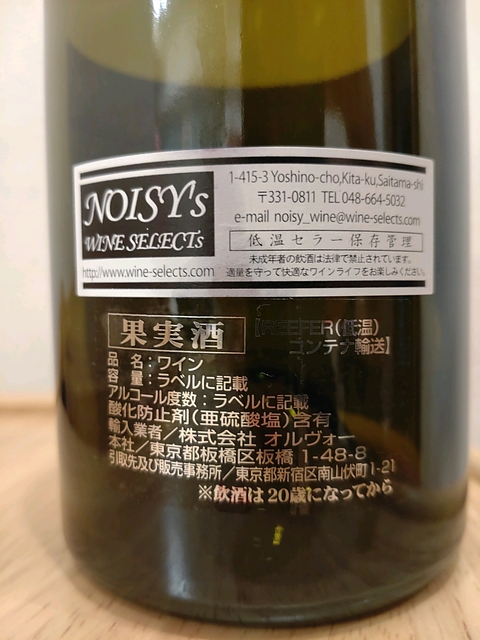 NOISY's
WINE SELECTs
http://www.wine-selects.com
1-415-3 Yoshino-cho,Kita-ku,Saitama-shi
〒331-0811 TEL 048-664-5032
e-mail noisy_wine@wine-selects.com
低温セラー保存管理
未成年者の飲酒は法律で禁止されています。
適量を守って快適なワインライフをお楽しみください。
果実酒
【REEFER(低温)
コンテナ輸送】
品名：ワイン
容量：ラベルに記載
アルコール度数：ラベルに記載
酸化防止剤(亜硫酸塩)含有
輸入業者／株式会社 オルヴォー
本社／東京都板橋区板橋 1-48-8
引取先及び販売事務所／東京都新宿区南山伏町1-21
※飲酒は20歳になってから